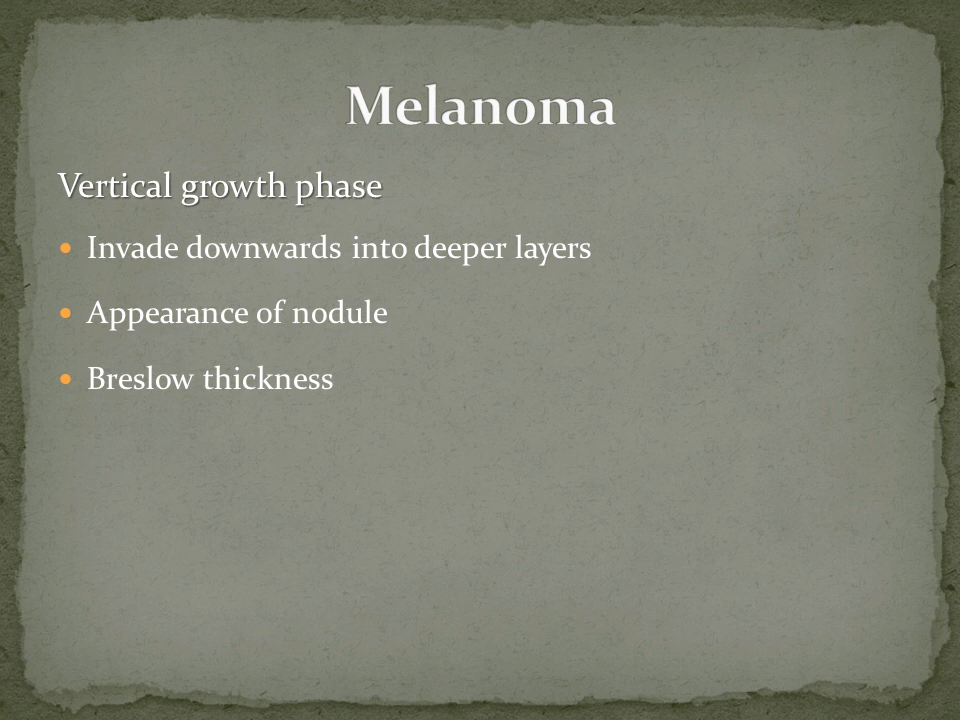 Melanoma
Vertical growth phase
• Invade downwards into deeper layers
• Appearance of nodule
• Breslow thickness